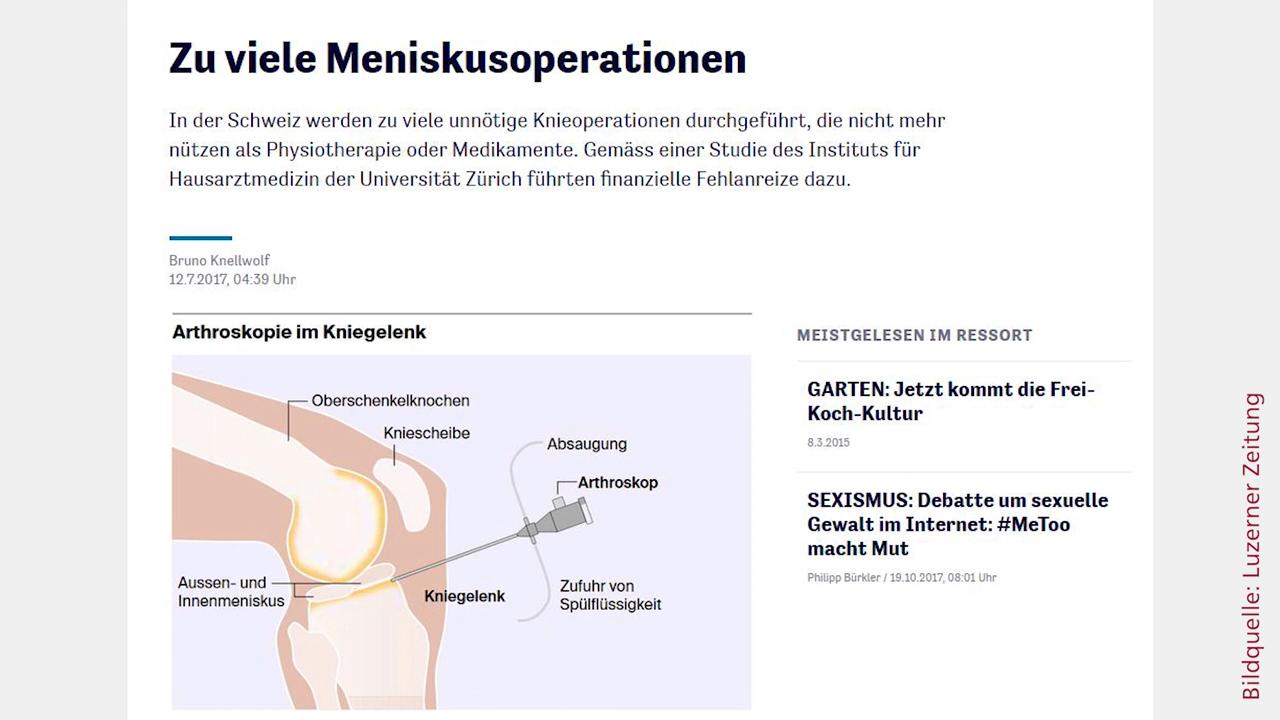 Zu viele Meniskusoperationen
In der Schweiz werden zu viele unnötige Knieoperationen durchgeführt, die nicht mehr
nützen als Physiotherapie oder Medikamente. Gemäss einer Studie des Instituts für
Hausarztmedizin der Universität Zürich führten finanzielle Fehlanreize dazu.
Bruno Knellwolf
12.7.2017, 04:39 Uhr
Arthroskopie im Kniegelenk
Oberschenkelknochen
Kniescheibe
Absaugung
Arthroskop
Aussen- und
Innenmeniskus
Kniegelenk
Zufuhr von
Spülflüssigkeit
MEISTGELESEN IM RESSORT
GARTEN: Jetzt kommt die Frei-
Koch-Kultur
8.3.2015
SEXISMUS: Debatte um sexuelle
Gewalt im Internet: #MeToo
macht Mut
Philipp Bürkler / 19.10.2017, 08:01 Uhr
Bildquelle: Luzerner Zeitung